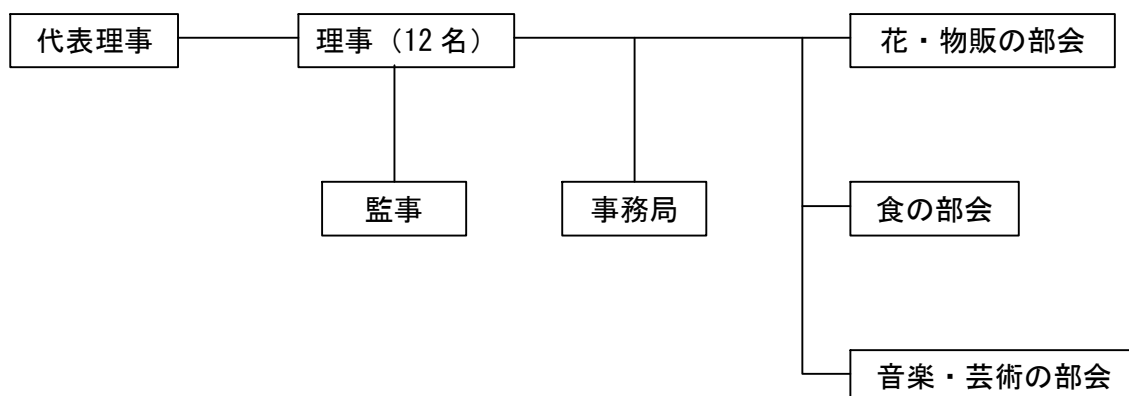 代表理事
理事（12名）
花・物販の部会
監事
事務局
食の部会
音楽・芸術の部会